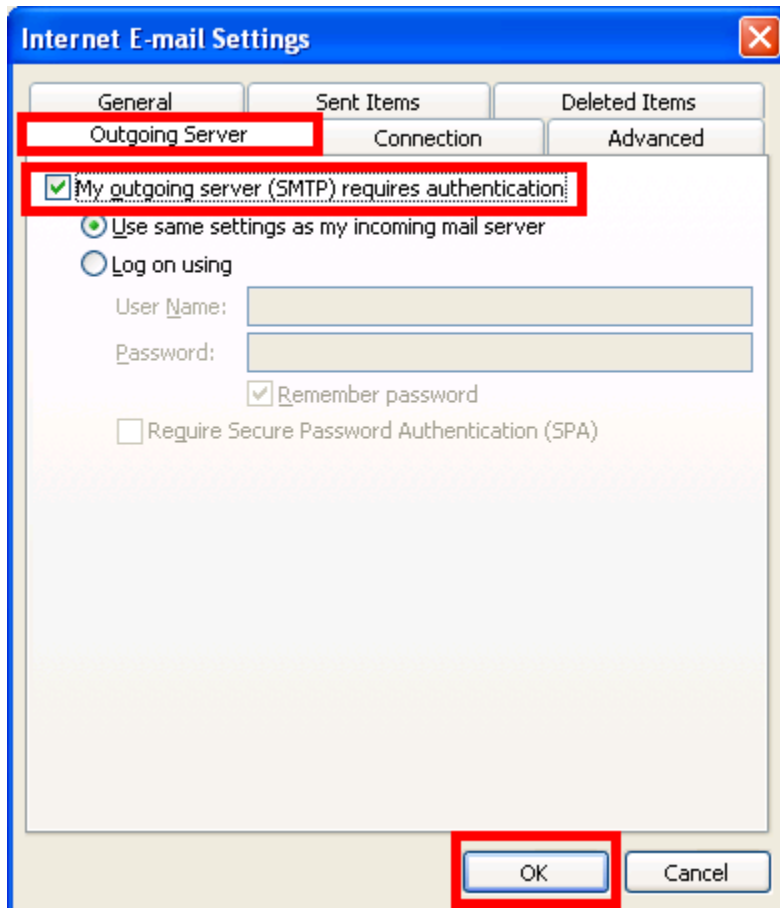 Internet E-mail Settings
General Sent Items Deleted Items
Outgoing Server Connection Advanced
My outgoing server (SMTP) requires authentication
Use same settings as my incoming mail server
Log on using
User Name:
Password:
Remember password
Require Secure Password Authentication (SPA)
OK Cancel